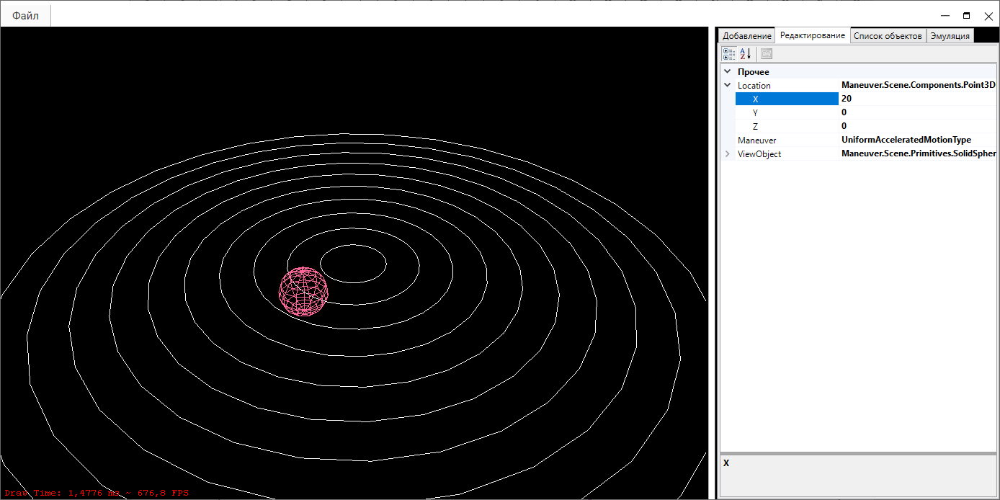 Файл
Добавление Редактирование Список объектов Эмуляция
Прочее
Location Maneuver.Scene.Components.Point3D
X 20
Y 0
Z 0
Maneuver UniformAcceleratedMotionType
ViewObject Maneuver.Scene.Primitives.SolidSpher
X
Draw Time: 1,4776 ms ~ 676,8 FPS